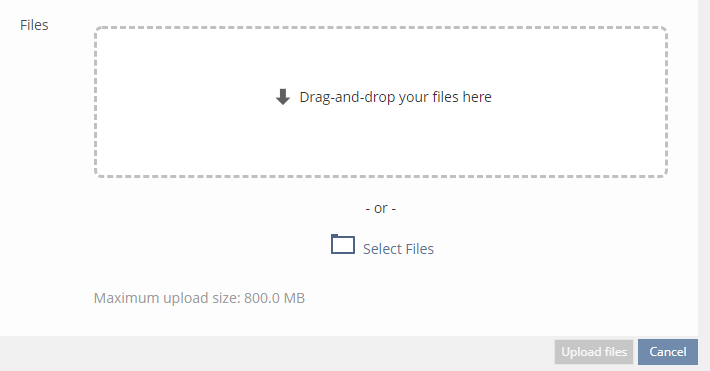 Files
Drag-and-drop your files here
- or -
Select Files
Maximum upload size: 800.0 MB
Upload files
Cancel